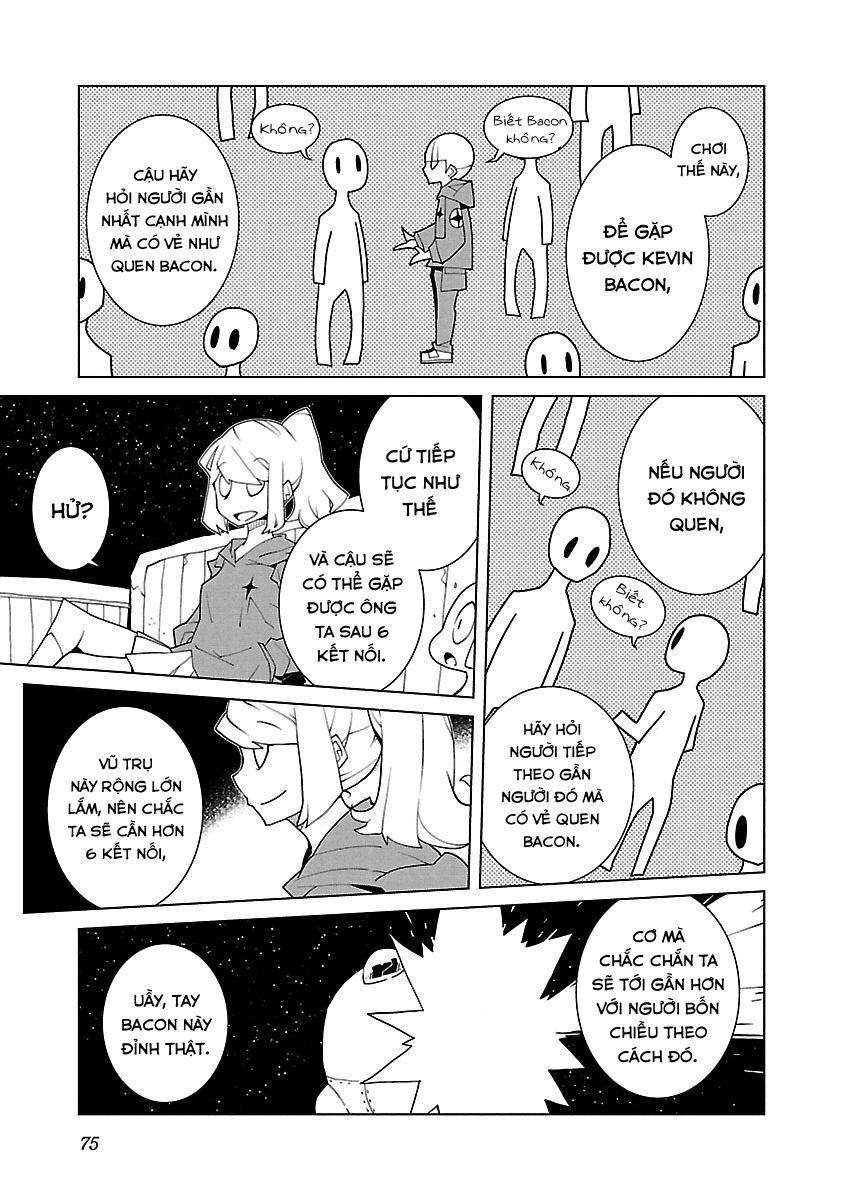 CHƠI
THẾ NÀY,
ĐỂ GẶP
ĐƯỢC KEVIN
BACON,
Biết Bacon
không?
Không?
CẬU HÃY
HỎI NGƯỜI GẦN
NHẤT CẠNH MÌNH
MÀ CÓ VẺ NHƯ
QUEN BACON.
NẾU NGƯỜI
ĐÓ KHÔNG
QUEN,
Không
Biết
không?
HÃY HỎI
NGƯỜI TIẾP
THEO GẦN
NGƯỜI ĐÓ MÀ
CÓ VẺ QUEN
BACON.
CỨ TIẾP
TỤC NHƯ
THẾ
VÀ CẬU SẼ
CÓ THỂ GẶP
ĐƯỢC ÔNG
TA SAU 6
KẾT NỐI.
HỬ?
VŨ TRỤ
NÀY RỘNG LỚN
LẮM, NÊN CHẮC
TA SẼ CẦN HƠN
6 KẾT NỐI,
CƠ MÀ
CHẮC CHẮN TA
SẼ TỚI GẦN HƠN
VỚI NGƯỜI BỐN
CHIỀU THEO
CÁCH ĐÓ.
UẦY, TAY
BACON NÀY
ĐỈNH THẬT.
75